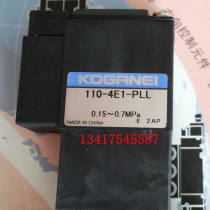 KOGANEI
110-4E1-PLL
0.15～0.7MPa
MADE IN CHINA E 2AP
13417545587